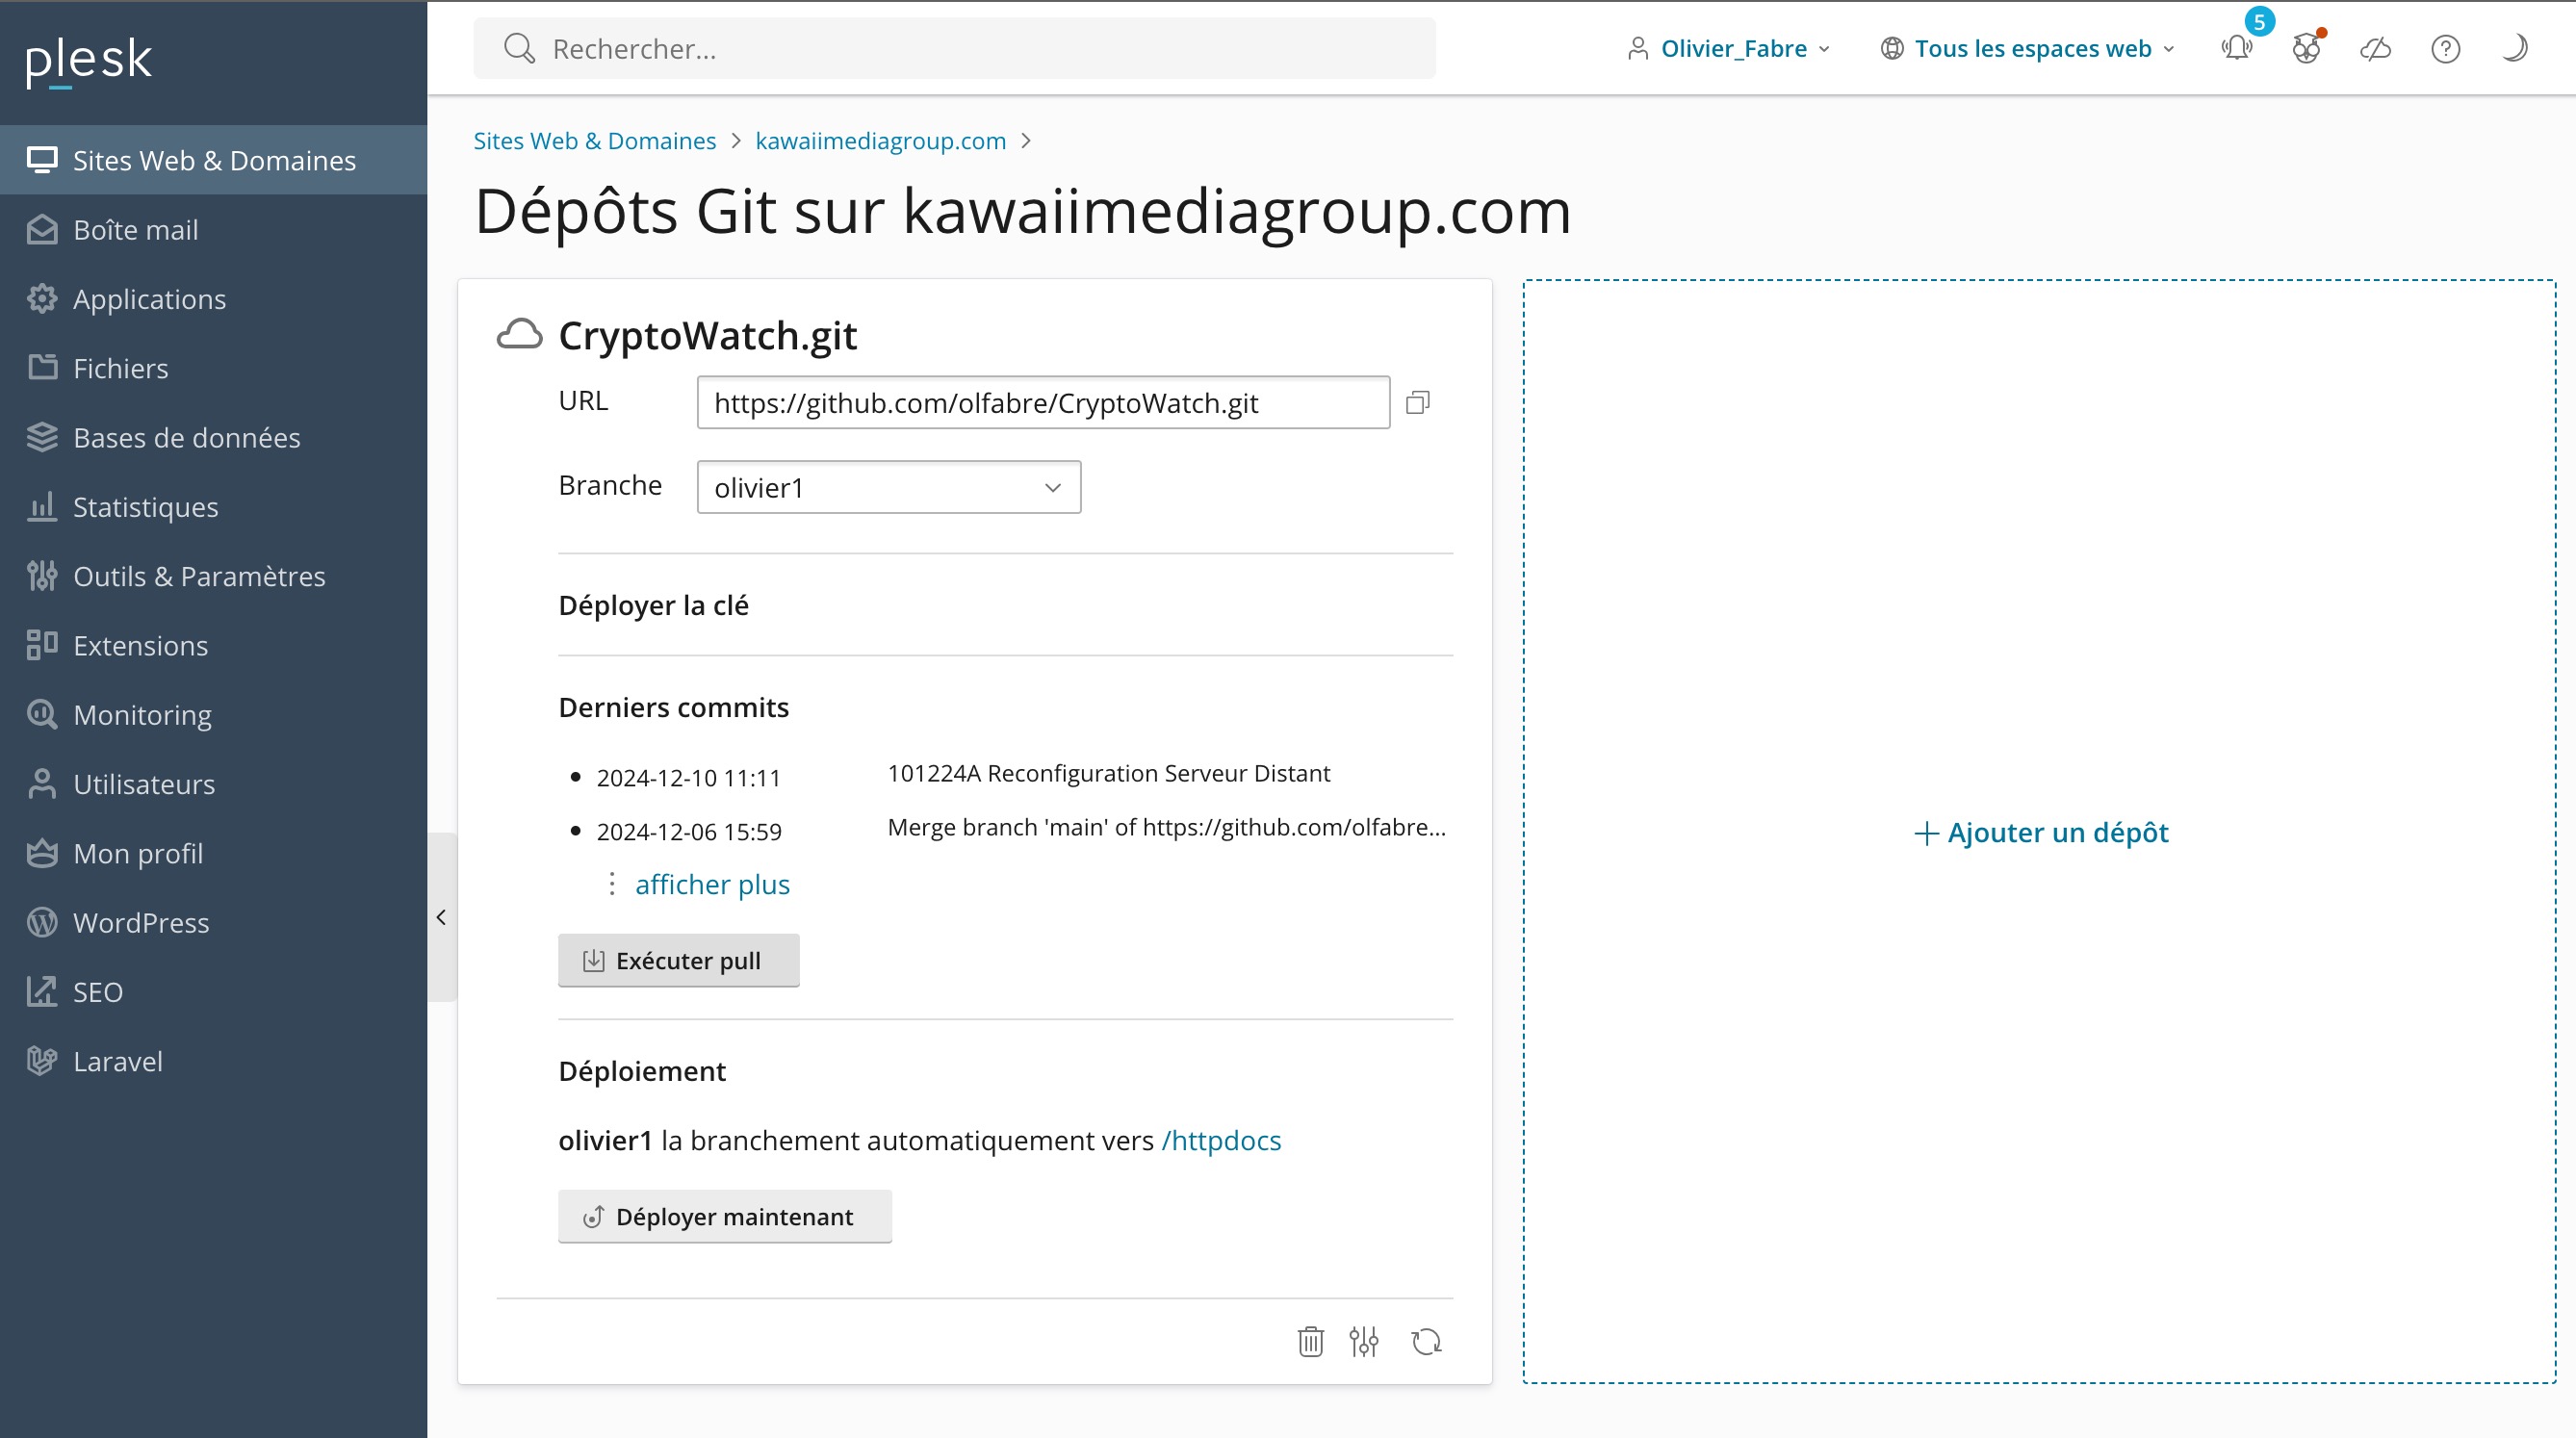 plesk
Sites Web & Domaines
Boîte mail
Applications
Fichiers
Bases de données
Statistiques
Outils & Paramètres
Extensions
Monitoring
Utilisateurs
Mon profil
WordPress
SEO
Laravel
Rechercher...
Olivier_Fabre
Tous les espaces web
5
Sites Web & Domaines > kawaiimediagroup.com >
Dépôts Git sur kawaiimediagroup.com
CryptoWatch.git
URL https://github.com/olfabre/CryptoWatch.git
Branche olivier1
Déployer la clé
Derniers commits
• 2024-12-10 11:11 101224A Reconfiguration Serveur Distant
• 2024-12-06 15:59 Merge branch 'main' of https://github.com/olfabre...
afficher plus
Exécuter pull
Déploiement
olivier1 la branchement automatiquement vers /httpdocs
Déployer maintenant
Ajouter un dépôt